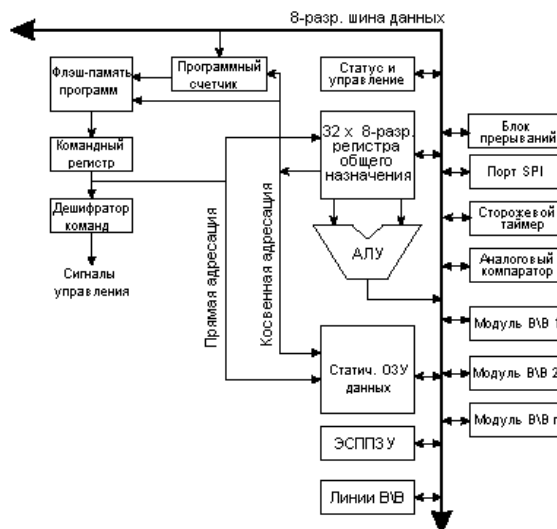 8-разр. шина данных
Флэш-память
программ
Программный
счетчик
Статус и
управление
Командный
регистр
32 x 8-разр.
регистра
общего
назначения
Блок
прерываний
Порт SPI
Дешифратор
команд
Сторожевой
таймер
Сигналы
управления
Прямая адресация
Косвенная адресация
АЛУ
Аналоговый
компаратор
Модуль В\В 1
Статич. ОЗУ
данных
Модуль В\В 2
Модуль В\В n
ЭСППЗУ
Линии В\В